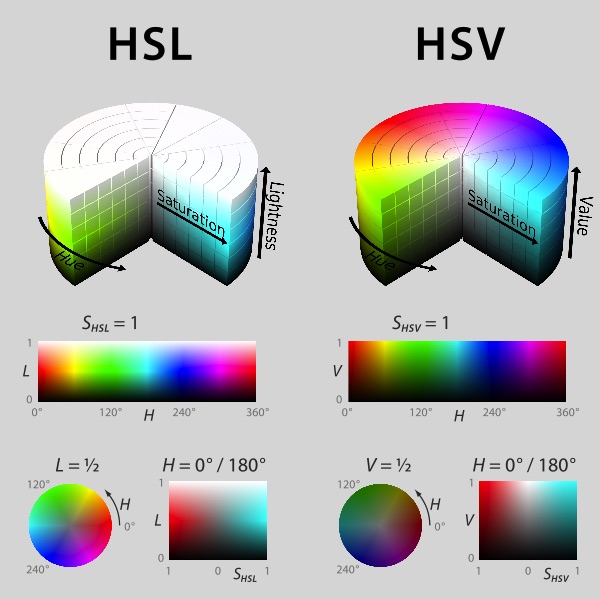 HSL
HSV
Saturation
Lightness
Hue
Saturation
Value
Hue
S_HSL = 1
S_HSV = 1
1
L
0
0° 120° H 240° 360°
1
V
0
0° 120° H 240° 360°
L = ½
H = 0° / 180°
V = ½
H = 0° / 180°
120°
H
0°
240°
1
L
0
1 0 S_HSL 1
120°
H
0°
240°
1
V
0
1 0 S_HSV 1